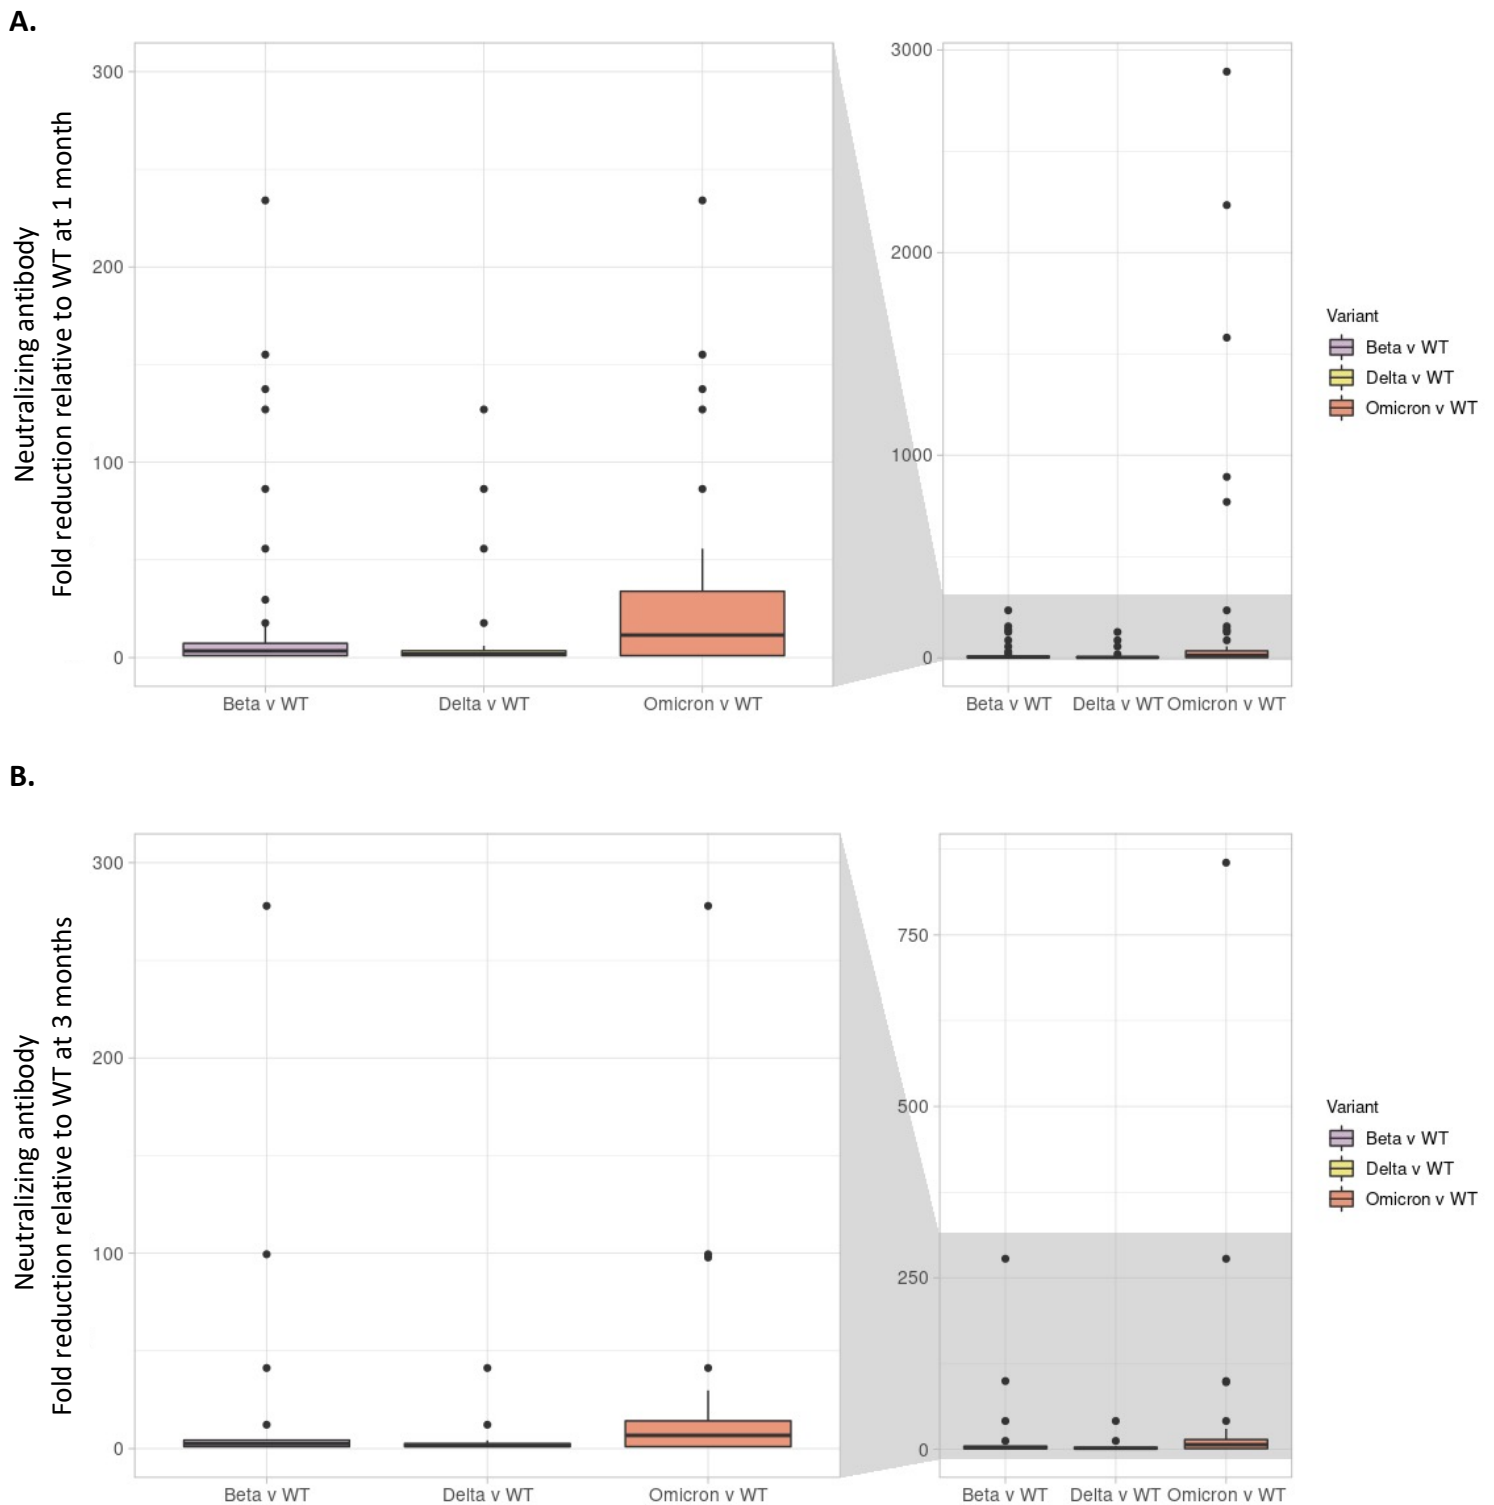 A.
Neutralizing antibody
Fold reduction relative to WT at 1 month
300
200
100
0
Beta v WT
Delta v WT
Omicron v WT
3000
2000
1000
0
Beta v WT
Delta v WT
Omicron v WT
Variant
Beta v WT
Delta v WT
Omicron v WT
B.
Neutralizing antibody
Fold reduction relative to WT at 3 months
300
200
100
0
Beta v WT
Delta v WT
Omicron v WT
750
500
250
0
Beta v WT
Delta v WT
Omicron v WT
Variant
Beta v WT
Delta v WT
Omicron v WT